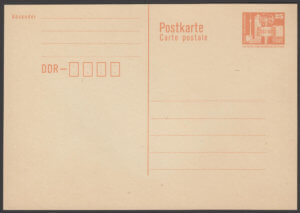 Absender
Postkarte
Carte postale
DDR–